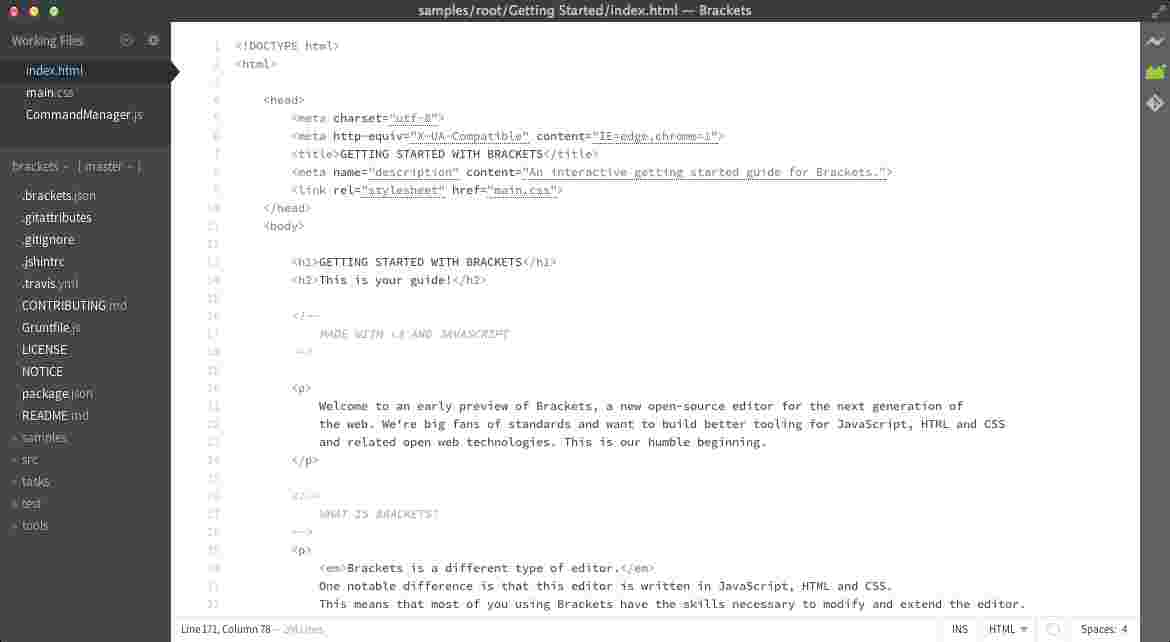 samples/root/Getting Started/index.html — Brackets
Working Files
index.html
main.css
CommandManager.js
brackets [ master ]
.brackets.json
.gitattributes
.gitignore
.jshintrc
.travis.yml
CONTRIBUTING.md
Gruntfile.js
LICENSE
NOTICE
package.json
README.md
samples
src
tasks
test
tools
1 <!DOCTYPE html>
2 <html>
3
4 <head>
5 <meta charset="utf-8">
6 <meta http-equiv="X-UA-Compatible" content="IE=edge,chrome=1">
7 <title>GETTING STARTED WITH BRACKETS</title>
8 <meta name="description" content="An interactive getting started guide for Brackets.">
9 <link rel="stylesheet" href="main.css">
10 </head>
11 <body>
12
13 <h1>GETTING STARTED WITH BRACKETS</h1>
14 <h2>This is your guide!</h2>
15
16 <!--
17 MADE WITH <3 AND JAVASCRIPT
18 -->
19
20 <p>
21 Welcome to an early preview of Brackets, a new open-source editor for the next generation of
22 the web. We're big fans of standards and want to build better tooling for JavaScript, HTML and CSS
23 and related open web technologies. This is our humble beginning.
24 </p>
25
26 <!--
27 WHAT IS BRACKETS?
28 -->
29 <p>
30 <em>Brackets is a different type of editor.</em>
31 One notable difference is that this editor is written in JavaScript, HTML and CSS.
32 This means that most of you using Brackets have the skills necessary to modify and extend the editor.
Line 171, Column 78 — Lines
INS
HTML
Spaces: 4